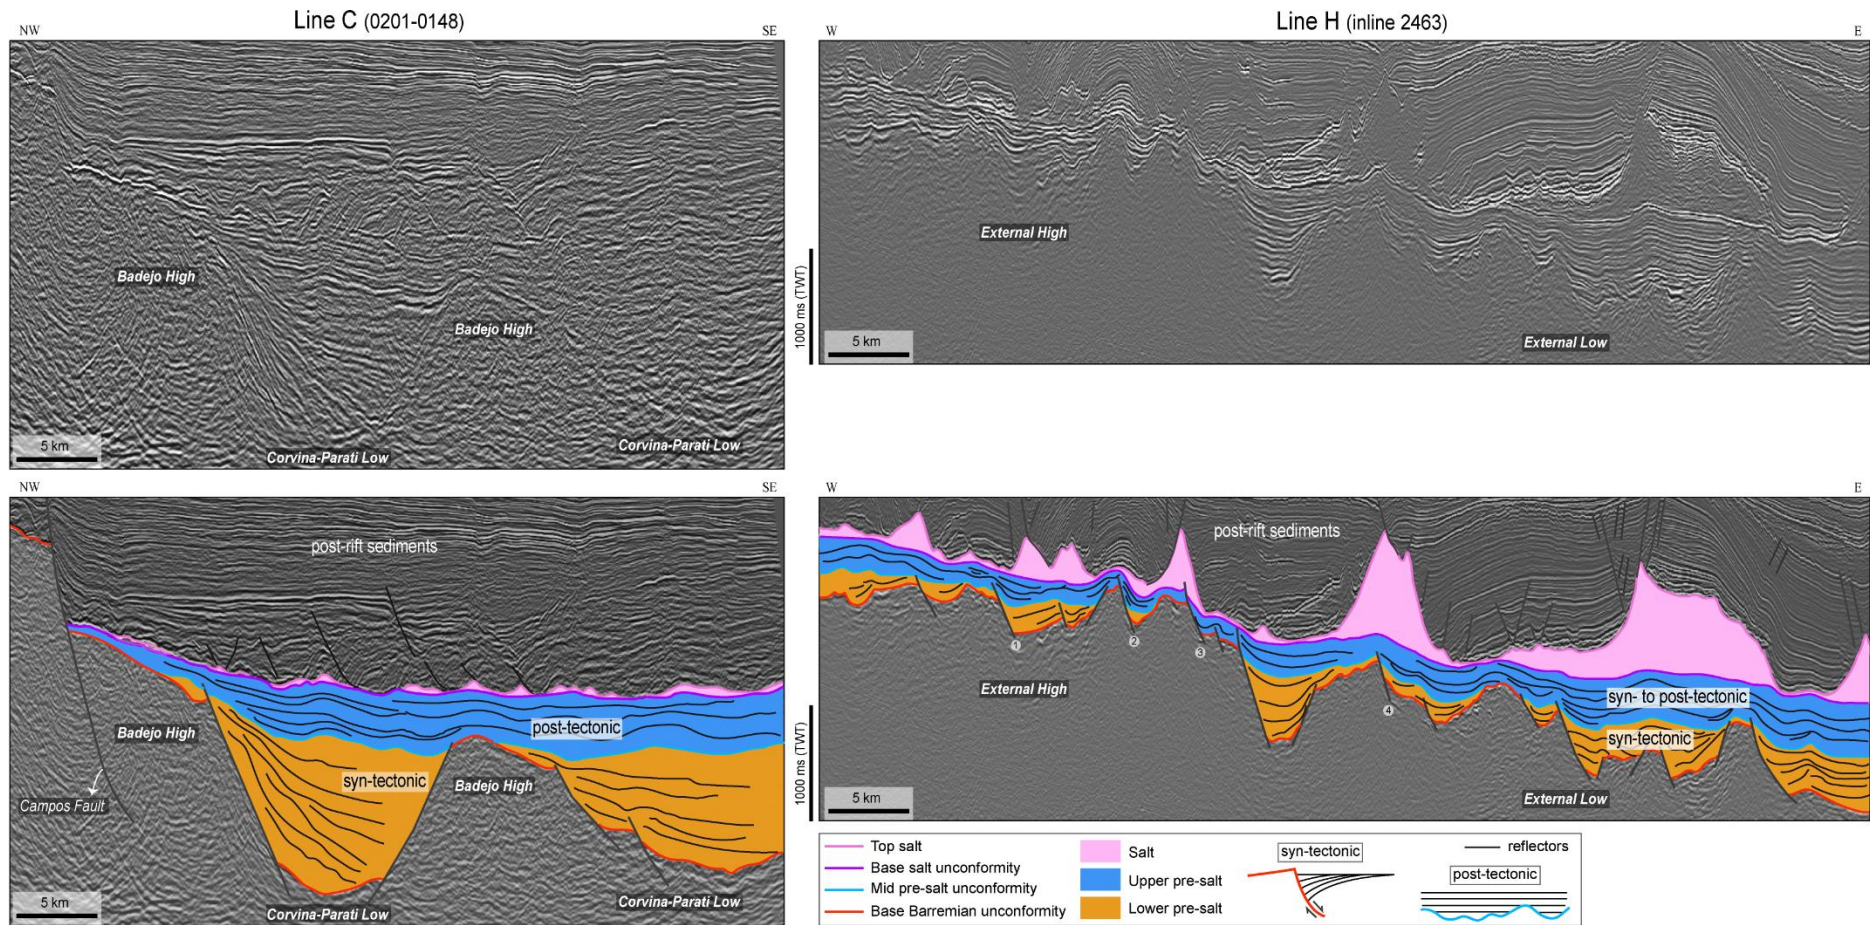 Line C (0201-0148)
Line H (inline 2463)
NW
SE
W
E
Badejo High
Badejo High
Corvina-Parati Low
Corvina-Parati Low
5 km
1000 ms (TWT)
External High
External Low
5 km
NW
SE
W
E
post-rift sediments
post-tectonic
syn-tectonic
Badejo High
Badejo High
Campos Fault
Corvina-Parati Low
Corvina-Parati Low
5 km
1000 ms (TWT)
post-rift sediments
1
2
3
4
External High
syn- to post-tectonic
syn-tectonic
External Low
5 km
Top salt
Base salt unconformity
Mid pre-salt unconformity
Base Barremian unconformity
Salt
Upper pre-salt
Lower pre-salt
syn-tectonic
reflectors
post-tectonic